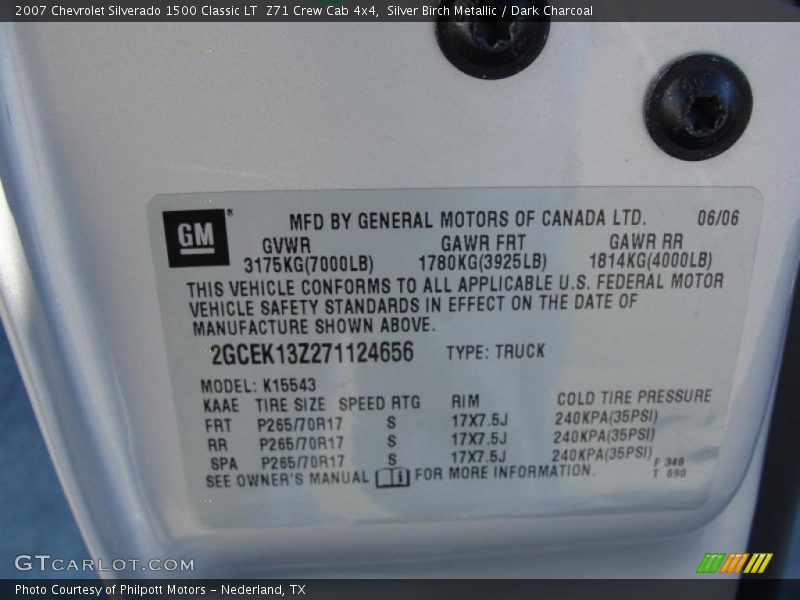 2007 Chevrolet Silverado 1500 Classic LT  Z71 Crew Cab 4x4,  Silver Birch Metallic / Dark Charcoal
GM
MFD BY GENERAL MOTORS OF CANADA LTD. 06/06
GVWR GAWR FRT GAWR RR
3175KG(7000LB) 1780KG(3925LB) 1814KG(4000LB)
THIS VEHICLE CONFORMS TO ALL APPLICABLE U.S. FEDERAL MOTOR
VEHICLE SAFETY STANDARDS IN EFFECT ON THE DATE OF
MANUFACTURE SHOWN ABOVE.
2GCEK13Z271124656 TYPE: TRUCK
MODEL: K15543
KAAE TIRE SIZE SPEED RTG RIM COLD TIRE PRESSURE
FRT P265/70R17 S 17X7.5J 240KPA(35PSI)
RR P265/70R17 S 17X7.5J 240KPA(35PSI)
SPA P265/70R17 S 17X7.5J 240KPA(35PSI)
SEE OWNER'S MANUAL FOR MORE INFORMATION. F 348
T 690
GTCARLOT.COM
Photo Courtesy of Philpott Motors - Nederland, TX